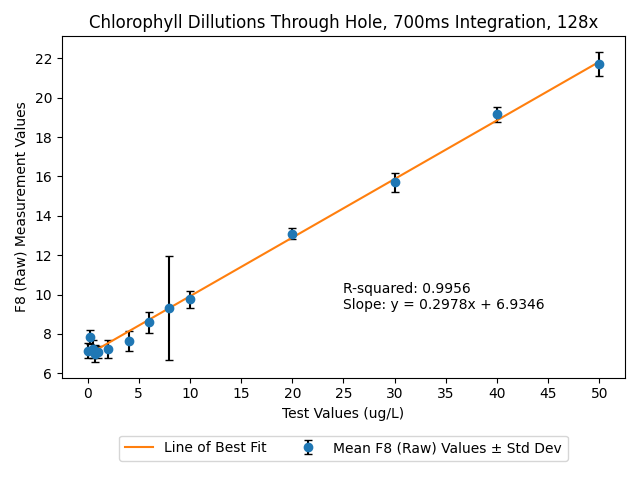 Chlorophyll Dillutions Through Hole, 700ms Integration, 128x
22
20
18
16
14
12
10
8
6
F8 (Raw) Measurement Values
R-squared: 0.9956
Slope: y = 0.2978x + 6.9346
0 5 10 15 20 25 30 35 40 45 50
Test Values (ug/L)
Line of Best Fit Mean F8 (Raw) Values ± Std Dev